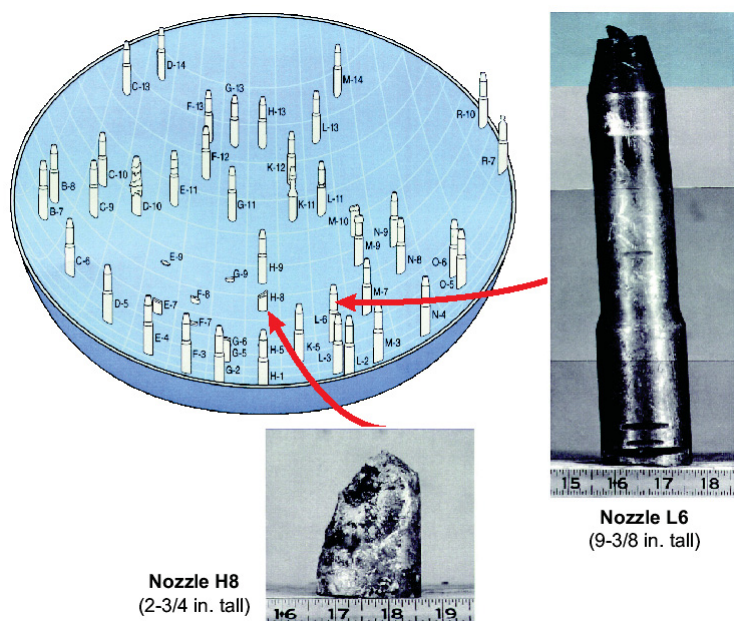 D-14
C-13
M-14
G-13
F-13
H-13
R-10
L-13
F-12
K-12
R-7
C-10
B-8
E-11
L-11
B-7
C-9
D-10
G-11
K-11
M-10
N-9
M-9
N-8
C-6
E-9
O-6
H-9
G-9
O-5
D-5
F-8
H-8
M-7
E-7
L-6
N-4
F-7
E-4
G-6
H-5
K-5
F-3
G-5
L-3
M-3
G-2
H-1
L-2
15 16 17 18
Nozzle L6
(9-3/8 in. tall)
Nozzle H8
(2-3/4 in. tall)
16 17 18 19